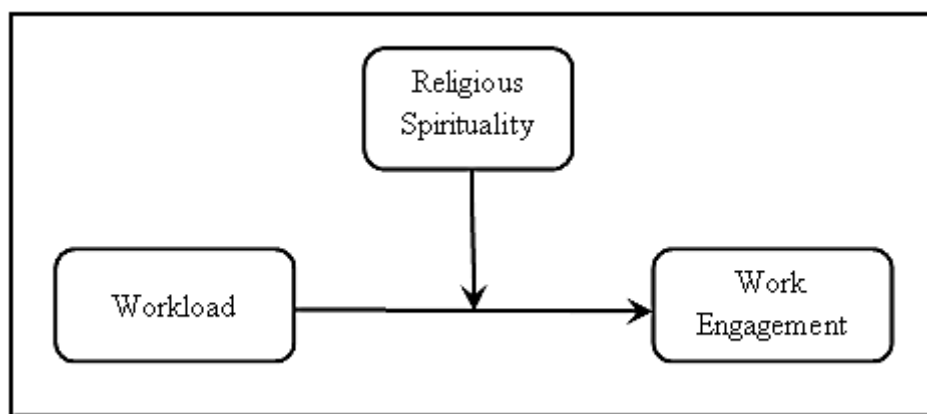 Religious
Spirituality
Workload
Work
Engagement